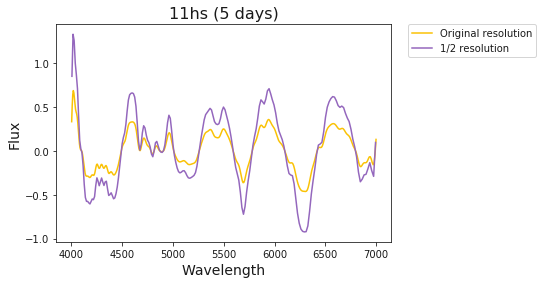 11hs (5 days)
Original resolution
1/2 resolution
Flux
1.0
0.5
0.0
−0.5
−1.0
4000 4500 5000 5500 6000 6500 7000
Wavelength